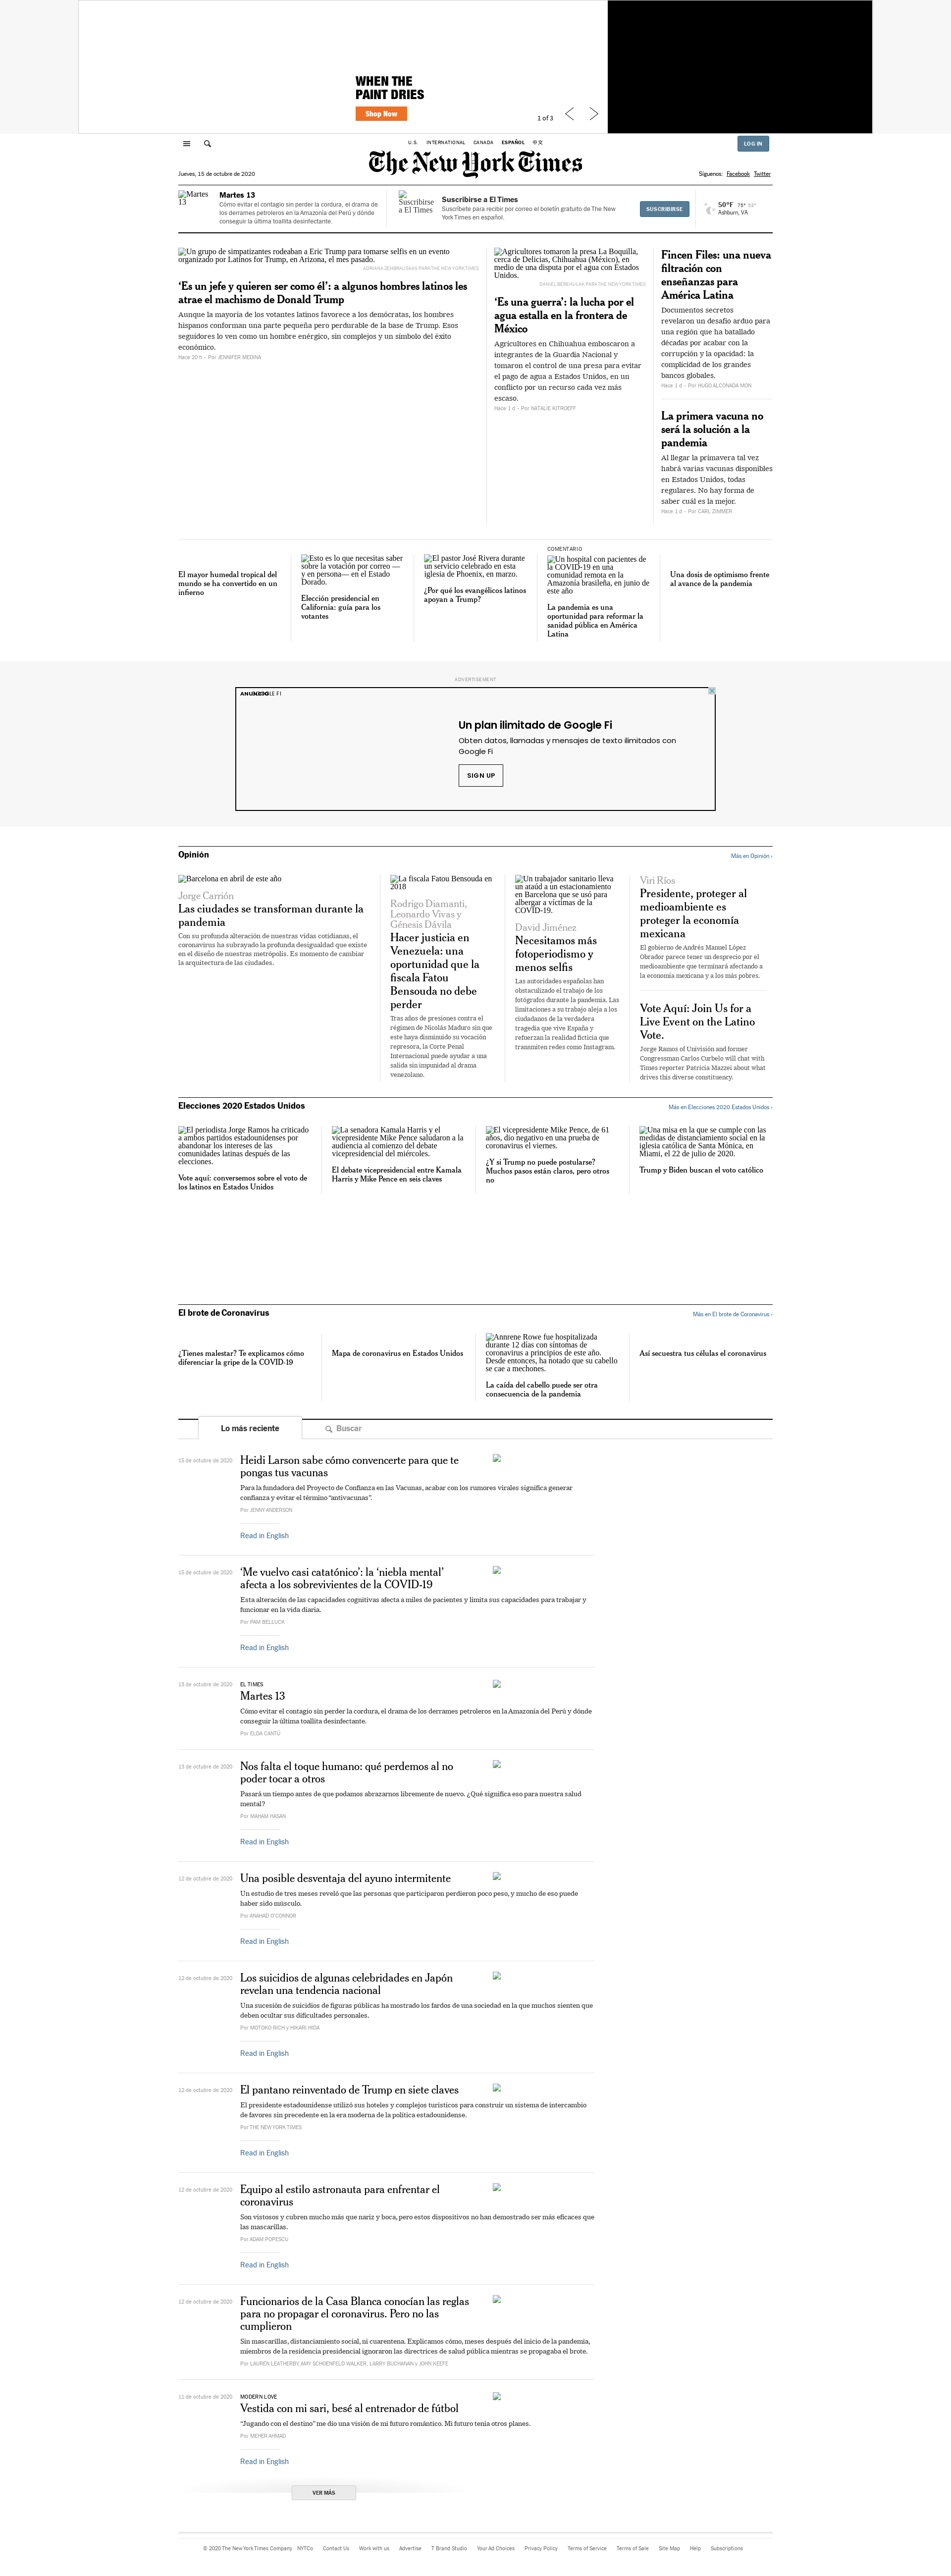 WHEN THE
PAINT DRIES
Shop Now
1 of 3
U.S.
INTERNATIONAL
CANADA
ESPAÑOL
中文
LOG IN
The New York Times
Jueves, 15 de octubre de 2020
Síguenos:
Facebook
Twitter
Martes
13
Martes 13
Cómo evitar el contagio sin perder la cordura, el drama de
los derrames petroleros en la Amazonía del Perú y dónde
conseguir la última toallita desinfectante.
Suscribirse
a El Times
Suscribirse a El Times
Suscríbete para recibir por correo el boletín gratuito de The New
York Times en español.
SUSCRIBIRSE
50°F
75°
53°
Ashburn, VA
Un grupo de simpatizantes rodeaban a Eric Trump para tomarse selfis en un evento
organizado por Latinos for Trump, en Arizona, el mes pasado.
ADRIANA ZEHBRAUSKAS PARA THE NEW YORK TIMES
‘Es un jefe y quieren ser como él’: a algunos hombres latinos les
atrae el machismo de Donald Trump
Aunque la mayoría de los votantes latinos favorece a los demócratas, los hombres
hispanos conforman una parte pequeña pero perdurable de la base de Trump. Esos
seguidores lo ven como un hombre enérgico, sin complejos y un símbolo del éxito
económico.
Hace 20 h – Por JENNIFER MEDINA
Agricultores tomaron la presa La Boquilla,
cerca de Delicias, Chihuahua (México), en
medio de una disputa por el agua con Estados
Unidos.
DANIEL BEREHULAK PARA THE NEW YORK TIMES
‘Es una guerra’: la lucha por el
agua estalla en la frontera de
México
Agricultores en Chihuahua emboscaron a
integrantes de la Guardia Nacional y
tomaron el control de una presa para evitar
el pago de agua a Estados Unidos, en un
conflicto por un recurso cada vez más
escaso.
Hace 1 d – Por NATALIE KITROEFF
Fincen Files: una nueva
filtración con
enseñanzas para
América Latina
Documentos secretos
revelaron un desafío arduo para
una región que ha batallado
décadas por acabar con la
corrupción y la opacidad: la
complicidad de los grandes
bancos globales.
Hace 1 d – Por HUGO ALCONADA MON
La primera vacuna no
será la solución a la
pandemia
Al llegar la primavera tal vez
habrá varias vacunas disponibles
en Estados Unidos, todas
regulares. No hay forma de
saber cuál es la mejor.
Hace 1 d – Por CARL ZIMMER
El mayor humedal tropical del
mundo se ha convertido en un
infierno
Esto es lo que necesitas saber
sobre la votación por correo —
y en persona— en el Estado
Dorado.
Elección presidencial en
California: guía para los
votantes
El pastor José Rivera durante
un servicio celebrado en esta
iglesia de Phoenix, en marzo.
¿Por qué los evangélicos latinos
apoyan a Trump?
COMENTARIO
Un hospital con pacientes de
la COVID-19 en una
comunidad remota en la
Amazonía brasileña, en junio de
este año
La pandemia es una
oportunidad para reformar la
sanidad pública en América
Latina
Una dosis de optimismo frente
al avance de la pandemia
ADVERTISEMENT
ANUNCIO
GOOGLE FI
Un plan ilimitado de Google Fi
Obten datos, llamadas y mensajes de texto ilimitados con
Google Fi
SIGN UP
Opinión
Más en Opinión ›
Barcelona en abril de este año
Jorge Carrión
Las ciudades se transforman durante la
pandemia
Con su profunda alteración de nuestras vidas cotidianas, el
coronavirus ha subrayado la profunda desigualdad que existe
en el diseño de nuestras metrópolis. Es momento de cambiar
la arquitectura de las ciudades.
La fiscala Fatou Bensouda en
2018
Rodrigo Diamanti,
Leonardo Vivas y
Génesis Dávila
Hacer justicia en
Venezuela: una
oportunidad que la
fiscala Fatou
Bensouda no debe
perder
Tras años de presiones contra el
régimen de Nicolás Maduro sin que
este haya disminuido su vocación
represora, la Corte Penal
Internacional puede ayudar a una
salida sin impunidad al drama
venezolano.
Un trabajador sanitario lleva
un ataúd a un estacionamiento
en Barcelona que se usó para
albergar a víctimas de la
COVID-19.
David Jiménez
Necesitamos más
fotoperiodismo y
menos selfis
Las autoridades españolas han
obstaculizado el trabajo de los
fotógrafos durante la pandemia. Las
limitaciones a su trabajo aleja a los
ciudadanos de la verdadera
tragedia que vive España y
refuerzan la realidad ficticia que
transmiten redes como Instagram.
Viri Ríos
Presidente, proteger al
medioambiente es
proteger la economía
mexicana
El gobierno de Andrés Manuel López
Obrador parece tener un desprecio por el
medioambiente que terminará afectando a
la economía mexicana y a los más pobres.
Vote Aquí: Join Us for a
Live Event on the Latino
Vote.
Jorge Ramos of Univisión and former
Congressman Carlos Curbelo will chat with
Times reporter Patricia Mazzei about what
drives this diverse constituency.
Elecciones 2020 Estados Unidos
Más en Elecciones 2020 Estados Unidos ›
El periodista Jorge Ramos ha criticado
a ambos partidos estadounidenses por
abandonar los intereses de las
comunidades latinas después de las
elecciones.
Vote aquí: conversemos sobre el voto de
los latinos en Estados Unidos
La senadora Kamala Harris y el
vicepresidente Mike Pence saludaron a la
audiencia al comienzo del debate
vicepresidencial del miércoles.
El debate vicepresidencial entre Kamala
Harris y Mike Pence en seis claves
El vicepresidente Mike Pence, de 61
años, dio negativo en una prueba de
coronavirus el viernes.
¿Y si Trump no puede postularse?
Muchos pasos están claros, pero otros
no
Una misa en la que se cumple con las
medidas de distanciamiento social en la
iglesia católica de Santa Mónica, en
Miami, el 22 de julio de 2020.
Trump y Biden buscan el voto católico
El brote de Coronavirus
Más en El brote de Coronavirus ›
¿Tienes malestar? Te explicamos cómo
diferenciar la gripe de la COVID-19
Mapa de coronavirus en Estados Unidos
Annrene Rowe fue hospitalizada
durante 12 días con síntomas de
coronavirus a principios de este año.
Desde entonces, ha notado que su cabello
se cae a mechones.
La caída del cabello puede ser otra
consecuencia de la pandemia
Así secuestra tus células el coronavirus
Lo más reciente
Buscar
15 de octubre de 2020
Heidi Larson sabe cómo convencerte para que te
pongas tus vacunas
Para la fundadora del Proyecto de Confianza en las Vacunas, acabar con los rumores virales significa generar
confianza y evitar el término “antivacunas”.
Por JENNY ANDERSON
Read in English
15 de octubre de 2020
‘Me vuelvo casi catatónico’: la ‘niebla mental’
afecta a los sobrevivientes de la COVID-19
Esta alteración de las capacidades cognitivas afecta a miles de pacientes y limita sus capacidades para trabajar y
funcionar en la vida diaria.
Por PAM BELLUCK
Read in English
13 de octubre de 2020
EL TIMES
Martes 13
Cómo evitar el contagio sin perder la cordura, el drama de los derrames petroleros en la Amazonía del Perú y dónde
conseguir la última toallita desinfectante.
Por ELDA CANTÚ
13 de octubre de 2020
Nos falta el toque humano: qué perdemos al no
poder tocar a otros
Pasará un tiempo antes de que podamos abrazarnos libremente de nuevo. ¿Qué significa eso para nuestra salud
mental?
Por MAHAM HASAN
Read in English
12 de octubre de 2020
Una posible desventaja del ayuno intermitente
Un estudio de tres meses reveló que las personas que participaron perdieron poco peso, y mucho de eso puede
haber sido músculo.
Por ANAHAD O'CONNOR
Read in English
12 de octubre de 2020
Los suicidios de algunas celebridades en Japón
revelan una tendencia nacional
Una sucesión de suicidios de figuras públicas ha mostrado los fardos de una sociedad en la que muchos sienten que
deben ocultar sus dificultades personales.
Por MOTOKO RICH y HIKARI HIDA
Read in English
12 de octubre de 2020
El pantano reinventado de Trump en siete claves
El presidente estadounidense utilizó sus hoteles y complejos turísticos para construir un sistema de intercambio
de favores sin precedente en la era moderna de la política estadounidense.
Por THE NEW YORK TIMES
Read in English
12 de octubre de 2020
Equipo al estilo astronauta para enfrentar el
coronavirus
Son vistosos y cubren mucho más que nariz y boca, pero estos dispositivos no han demostrado ser más eficaces que
las mascarillas.
Por ADAM POPESCU
Read in English
12 de octubre de 2020
Funcionarios de la Casa Blanca conocían las reglas
para no propagar el coronavirus. Pero no las
cumplieron
Sin mascarillas, distanciamiento social, ni cuarentena. Explicamos cómo, meses después del inicio de la pandemia,
miembros de la residencia presidencial ignoraron las directrices de salud pública mientras se propagaba el brote.
Por LAUREN LEATHERBY, AMY SCHOENFELD WALKER, LARRY BUCHANAN y JOHN KEEFE
11 de octubre de 2020
MODERN LOVE
Vestida con mi sari, besé al entrenador de fútbol
“Jugando con el destino” me dio una visión de mi futuro romántico. Mi futuro tenía otros planes.
Por MEHER AHMAD
Read in English
VER MÁS
© 2020 The New York Times Company
NYTCo
Contact Us
Work with us
Advertise
T Brand Studio
Your Ad Choices
Privacy Policy
Terms of Service
Terms of Sale
Site Map
Help
Subscriptions